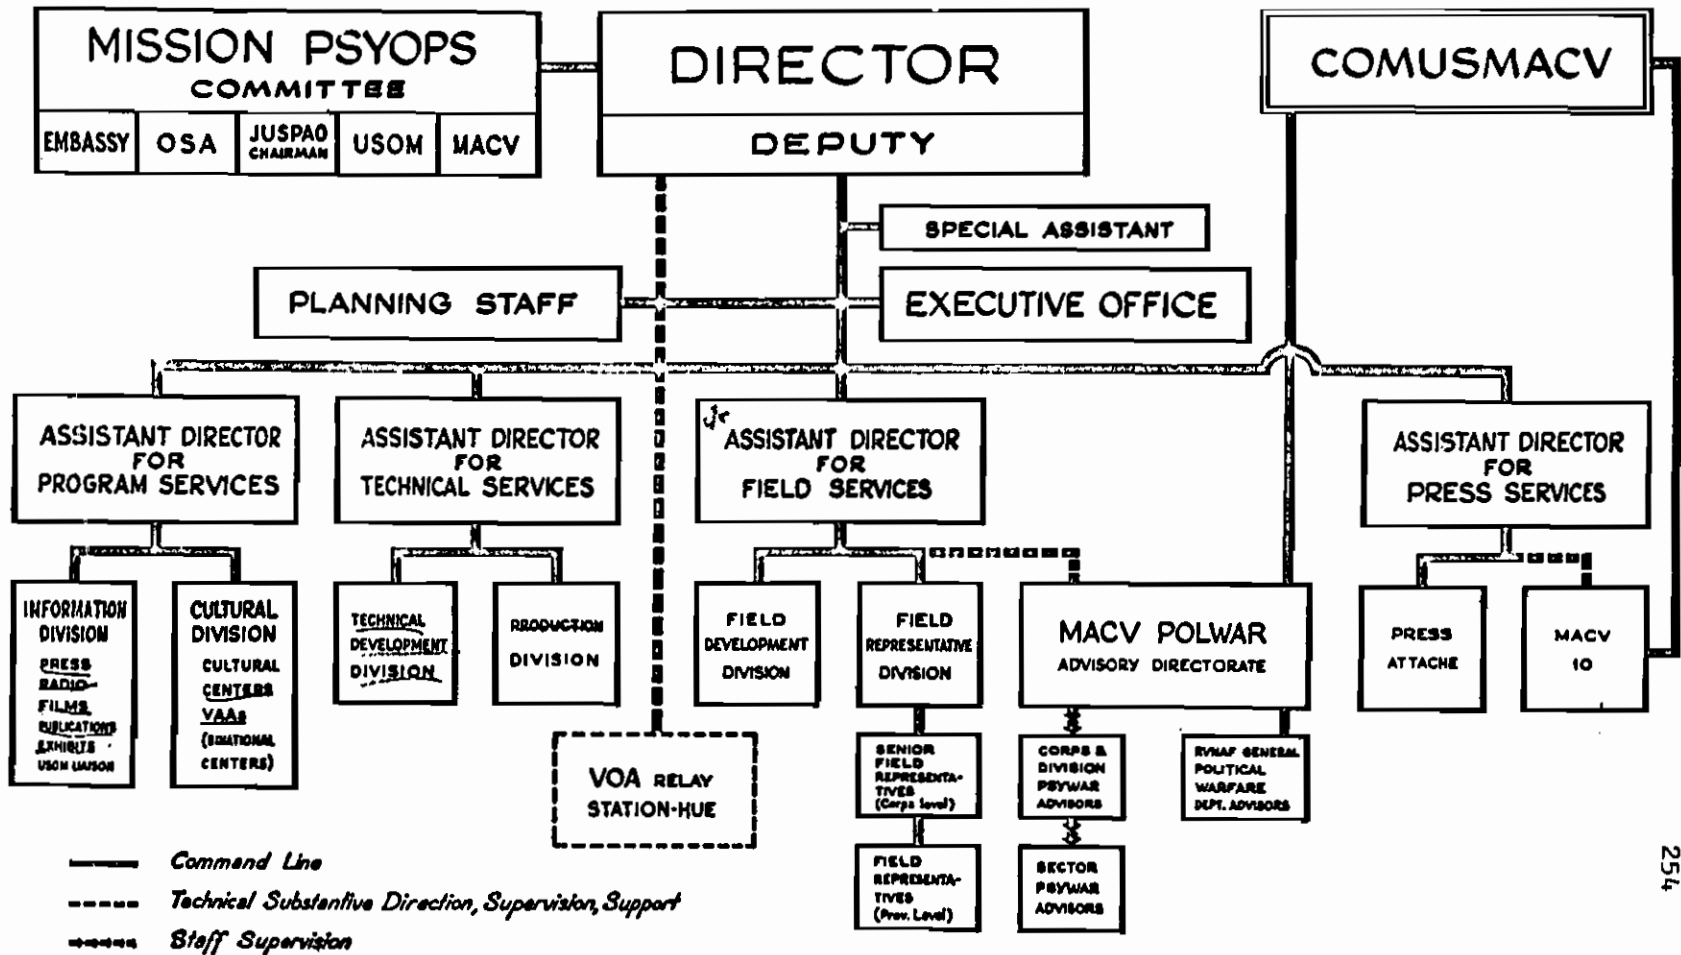 MISSION PSYOPS
COMMITTEE
EMBASSY
OSA
JUSPAO
CHAIRMAN
USOM
MACV
DIRECTOR
DEPUTY
COMUSMACV
SPECIAL ASSISTANT
PLANNING STAFF
EXECUTIVE OFFICE
ASSISTANT DIRECTOR
FOR
PROGRAM SERVICES
ASSISTANT DIRECTOR
FOR
TECHNICAL SERVICES
ASSISTANT DIRECTOR
FOR
FIELD SERVICES
ASSISTANT DIRECTOR
FOR
PRESS SERVICES
INFORMATION
DIVISION
PRESS
RADIO
FILMS
PUBLICATIONS
EXHIBITS
USOM LIAISON
CULTURAL
DIVISION
CULTURAL
CENTERS
VAAs
(BINATIONAL
CENTERS)
TECHNICAL
DEVELOPMENT
DIVISION
PRODUCTION
DIVISION
FIELD
DEVELOPMENT
DIVISION
FIELD
REPRESENTATIVE
DIVISION
MACV POLWAR
ADVISORY DIRECTORATE
PRESS
ATTACHE
MACV
IO
VOA RELAY
STATION-HUE
SENIOR
FIELD
REPRESENTA-
TIVES
(Corps level)
CORPS &
DIVISION
PSYWAR
ADVISORS
RVNAF GENERAL
POLITICAL
WARFARE
DEPT. ADVISORS
FIELD
REPRESENTA-
TIVES
(Prov. Level)
SECTOR
PSYWAR
ADVISORS
Command Line
Technical Substantive Direction, Supervision, Support
Staff Supervision
254